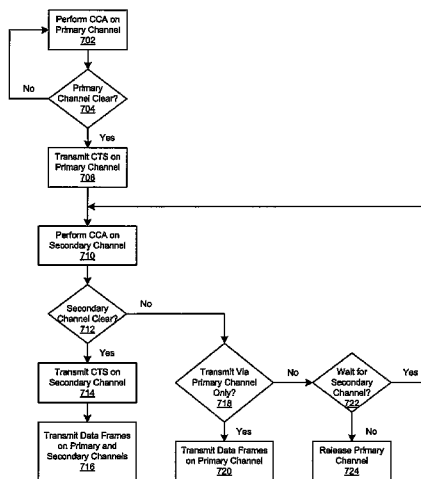 Perform CCA on
Primary Channel
702
No
Primary
Channel Clear?
704
Yes
Transmit CTS on
Primary Channel
708
Perform CCA on
Secondary Channel
710
No
Secondary
Channel Clear?
712
Yes
Transmit CTS on
Secondary Channel
714
Transmit Via
Primary Channel
Only?
718
No
Wait for
Secondary
Channel?
722
Yes
Transmit Data Frames
on Primary and
Secondary Channels
716
Yes
Transmit Data Frames
on Primary Channel
720
No
Release Primary
Channel
724